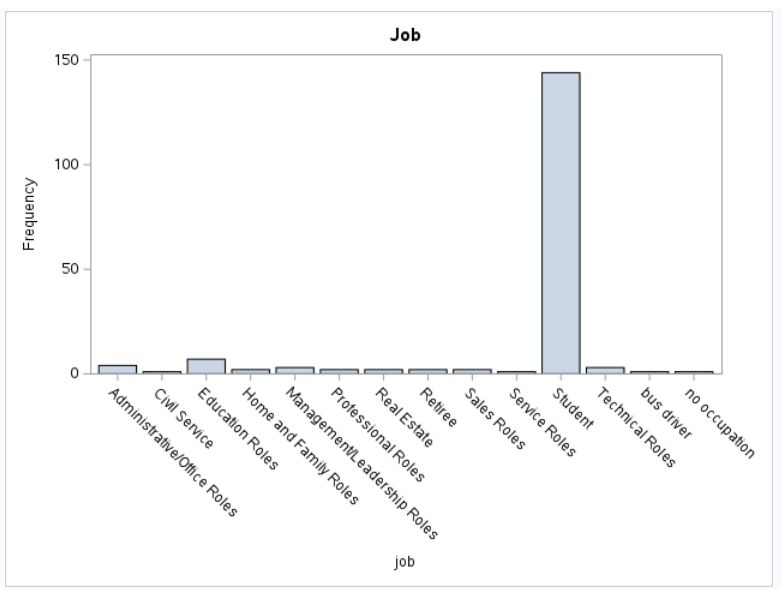 Job
150
100
50
0
Frequency
Administrative/Office Roles
Civil Service
Education Roles
Home and Family Roles
Management/Leadership Roles
Professional Roles
Real Estate
Retiree
Sales Roles
Service Roles
Student
Technical Roles
bus driver
no occupation
job